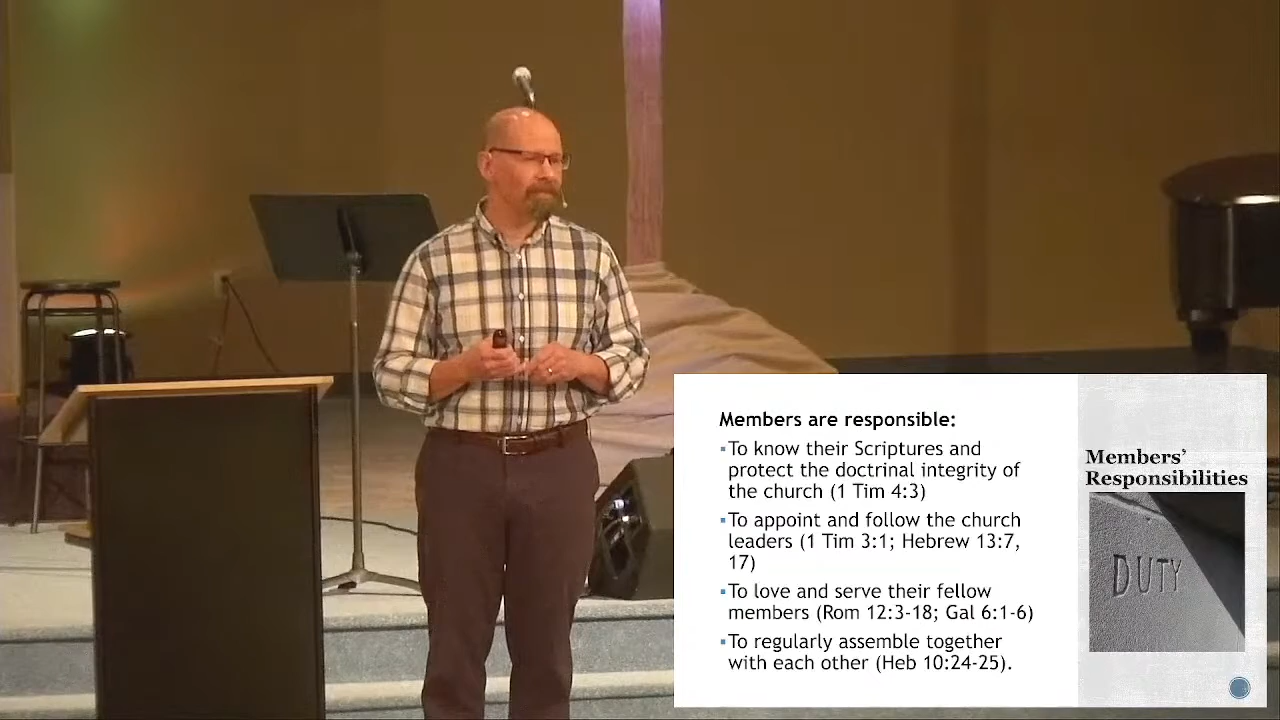 Members are responsible:
▪To know their Scriptures and
protect the doctrinal integrity of
the church (1 Tim 4:3)
▪To appoint and follow the church
leaders (1 Tim 3:1; Hebrew 13:7,
17)
▪To love and serve their fellow
members (Rom 12:3-18; Gal 6:1-6)
▪To regularly assemble together
with each other (Heb 10:24-25).
Members’
Responsibilities
DUTY